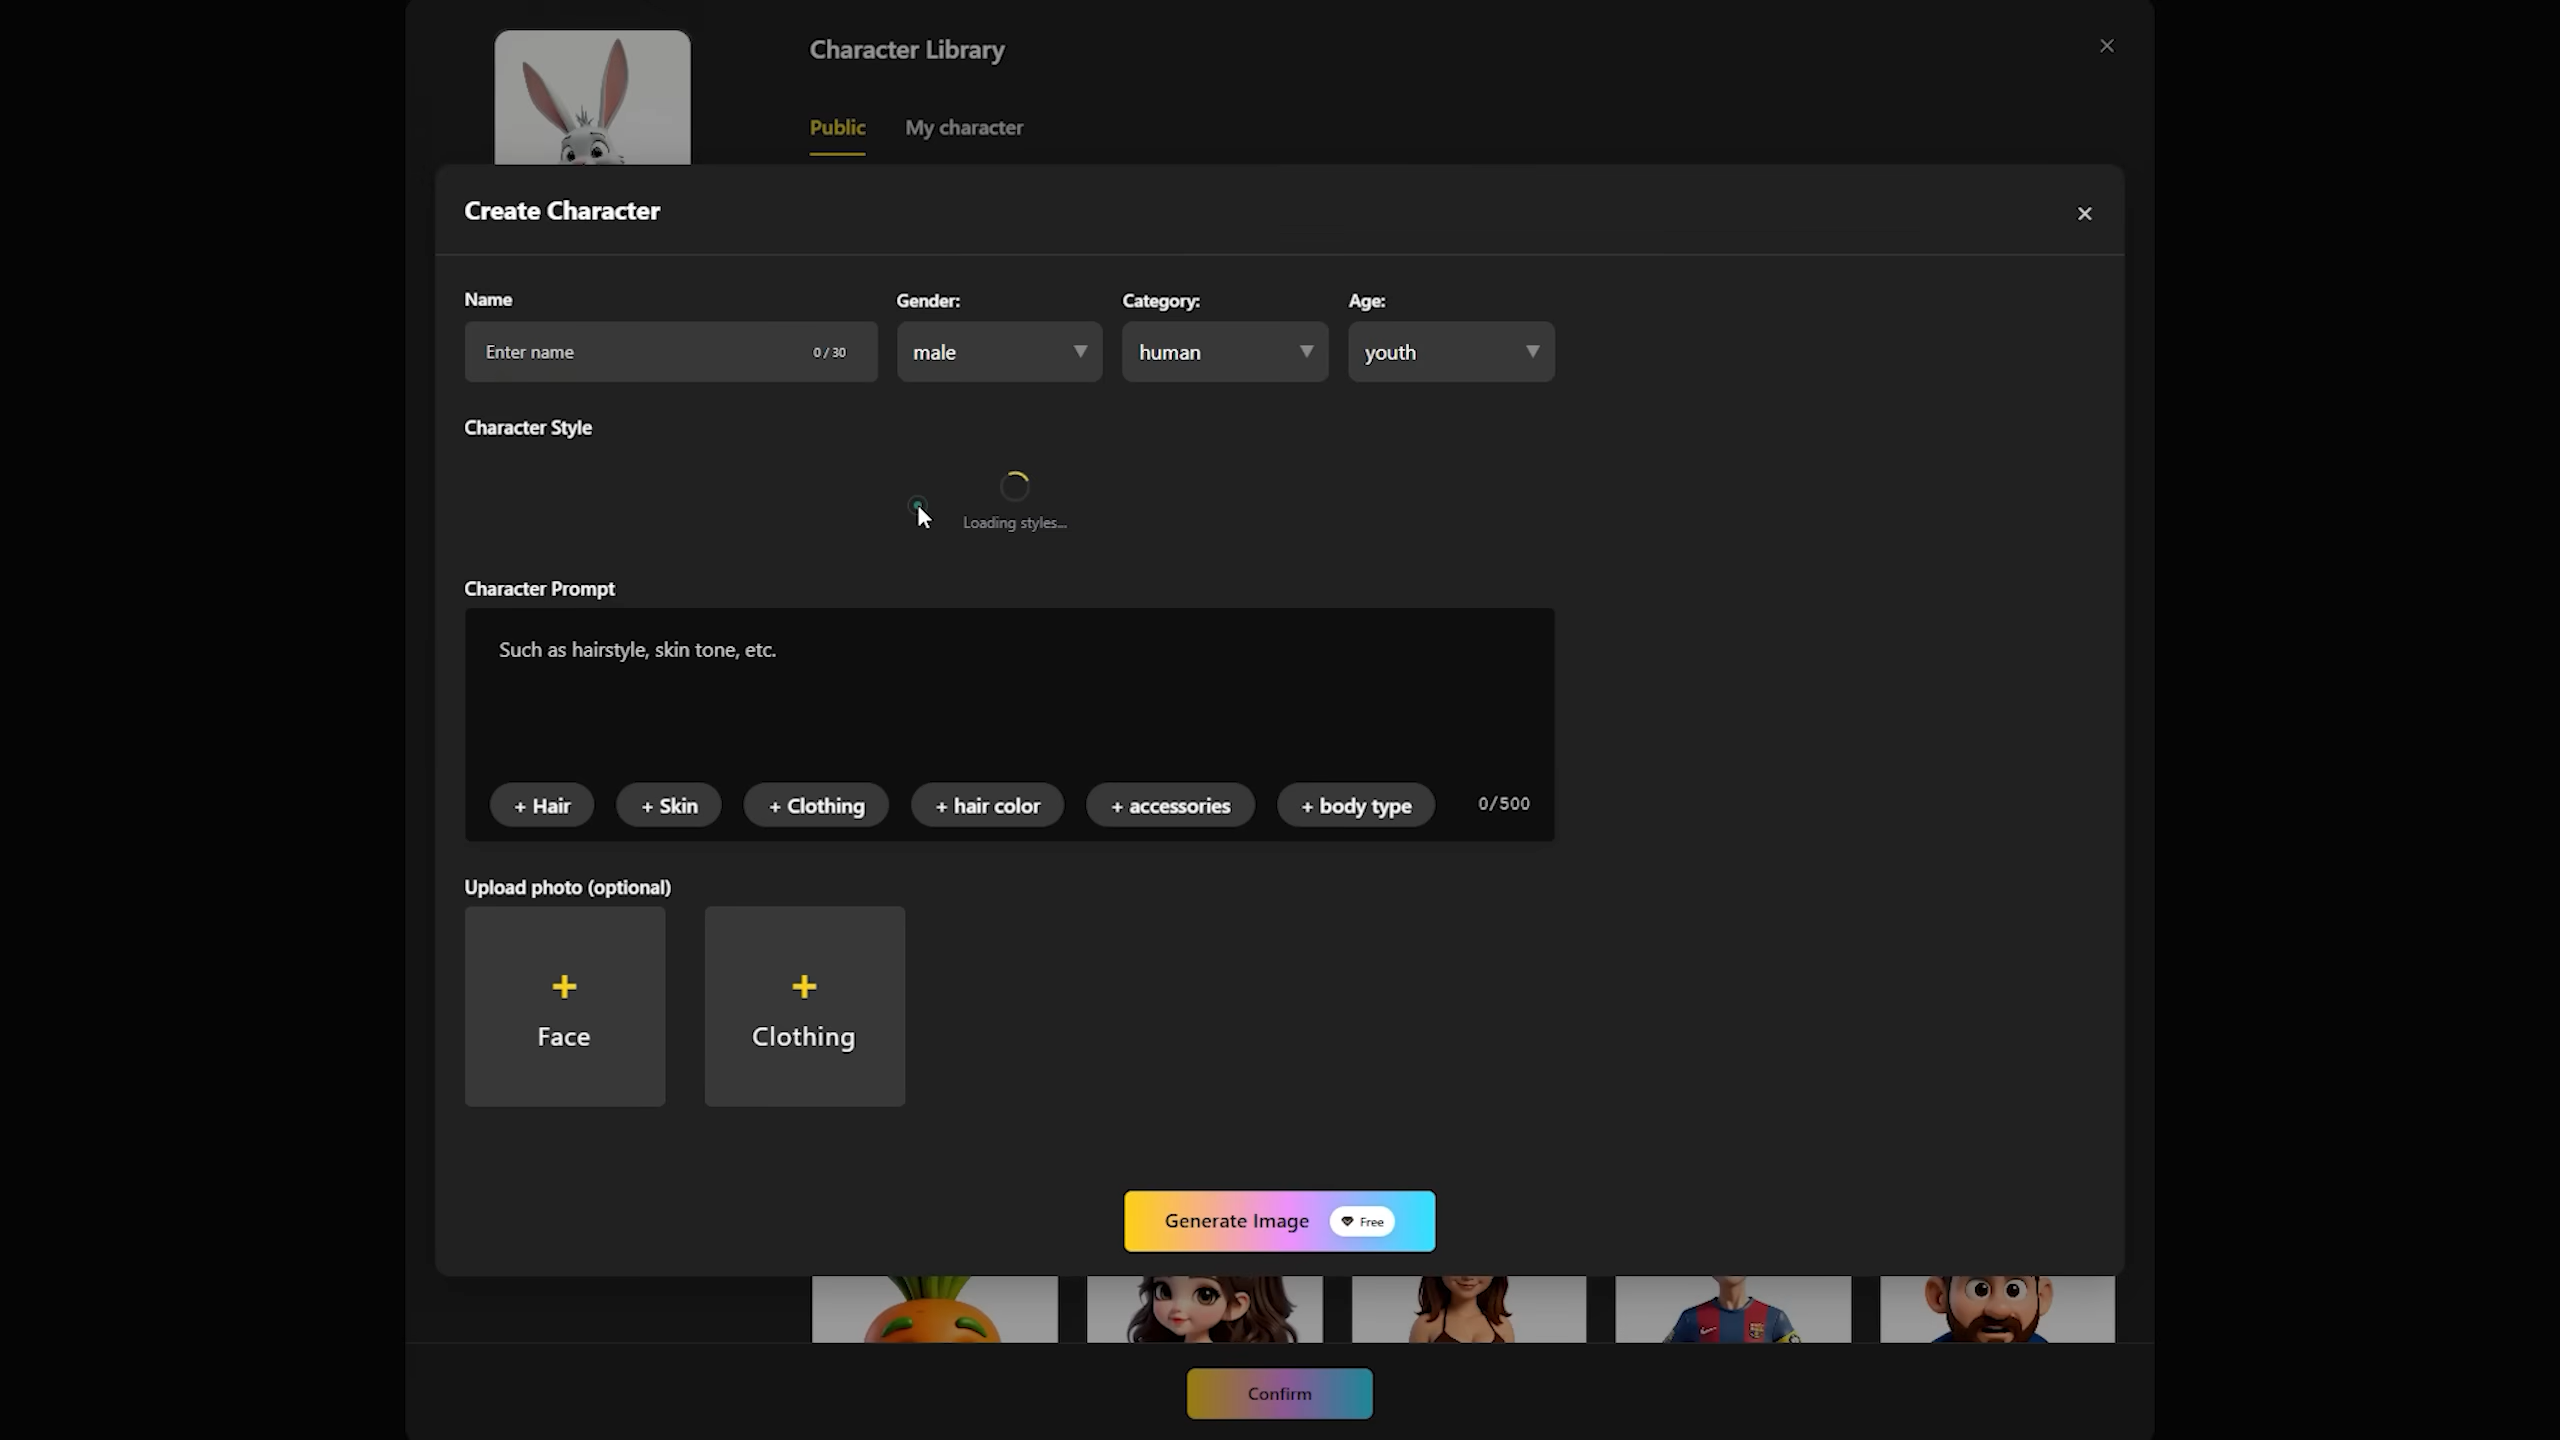 Character Library
Public My character
Create Character
Name Gender: Category: Age:
Enter name 0 / 30 male human youth
Character Style
Loading styles...
Character Prompt
Such as hairstyle, skin tone, etc.
+ Hair + Skin + Clothing + hair color + accessories + body type 0/500
Upload photo (optional)
+ +
Face Clothing
Generate Image Free
Confirm